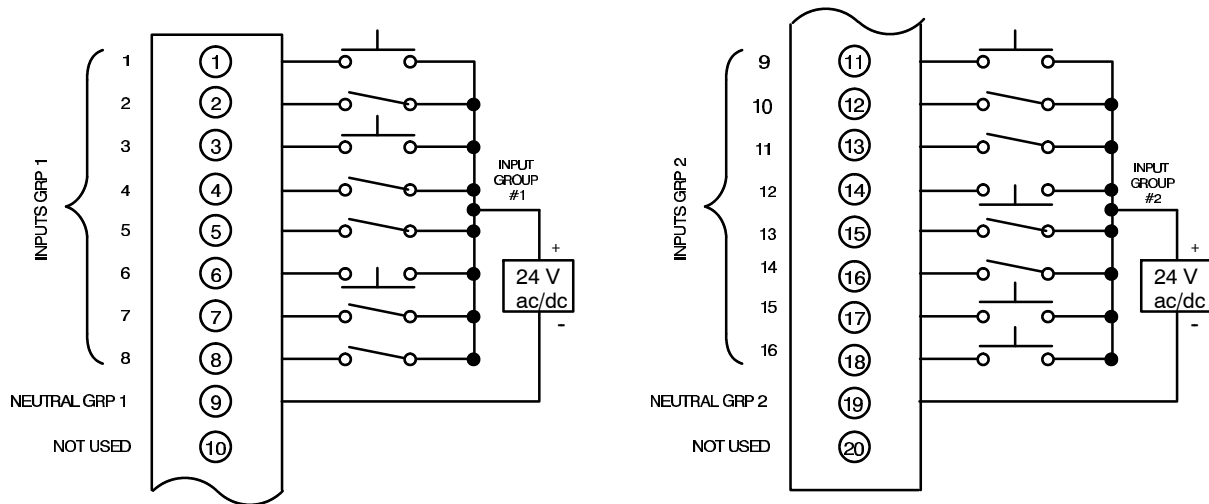 INPUTS GRP 1
1 ①
2 ②
3 ③
4 ④
5 ⑤
6 ⑥
7 ⑦
8 ⑧
NEUTRAL GRP 1 ⑨
NOT USED ⑩
INPUT
GROUP
#1
+
24 V
ac/dc
-
INPUTS GRP 2
9 ⑪
10 ⑫
11 ⑬
12 ⑭
13 ⑮
14 ⑯
15 ⑰
16 ⑱
NEUTRAL GRP 2 ⑲
NOT USED ⑳
INPUT
GROUP
#2
+
24 V
ac/dc
-